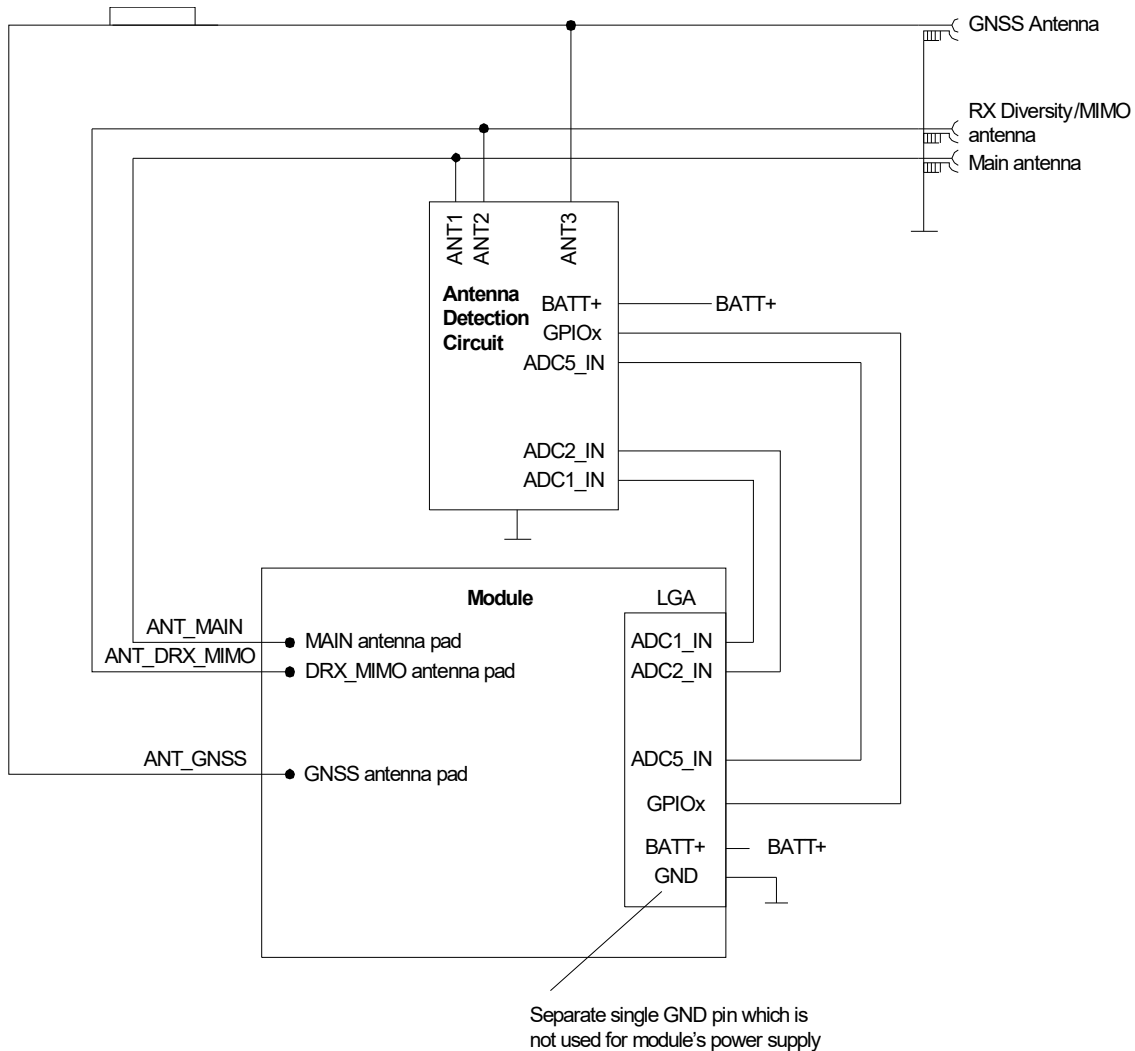 GNSS Antenna
RX Diversity/MIMO
antenna
Main antenna
ANT1
ANT2
ANT3
Antenna
Detection
Circuit
BATT+
BATT+
GPIOx
ADC5_IN
ADC2_IN
ADC1_IN
Module
LGA
ANT_MAIN
MAIN antenna pad
ADC1_IN
ANT_DRX_MIMO
DRX_MIMO antenna pad
ADC2_IN
ANT_GNSS
GNSS antenna pad
ADC5_IN
GPIOx
BATT+
BATT+
GND
Separate single GND pin which is
not used for module's power supply